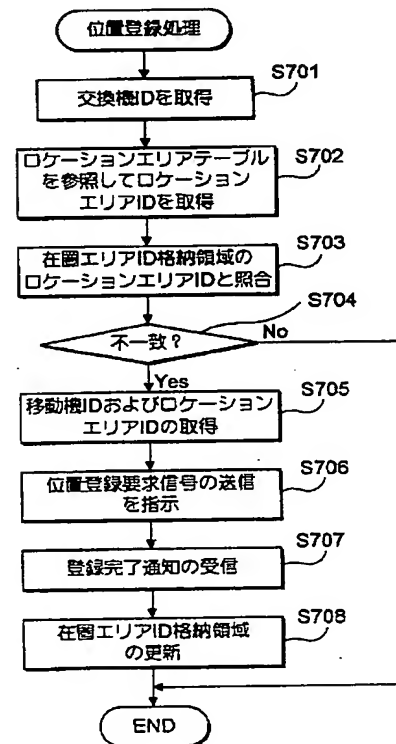 位置登録処理
S701
交換機IDを取得
S702
ロケーションエリアテーブル
を参照してロケーション
エリアIDを取得
S703
在圏エリアID格納領域の
ロケーションエリアIDと照合
S704
不一致?
No
Yes
S705
移動機IDおよびロケーション
エリアIDの取得
S706
位置登録要求信号の送信
を指示
S707
登録完了通知の受信
S708
在圏エリアID格納領域
の更新
END